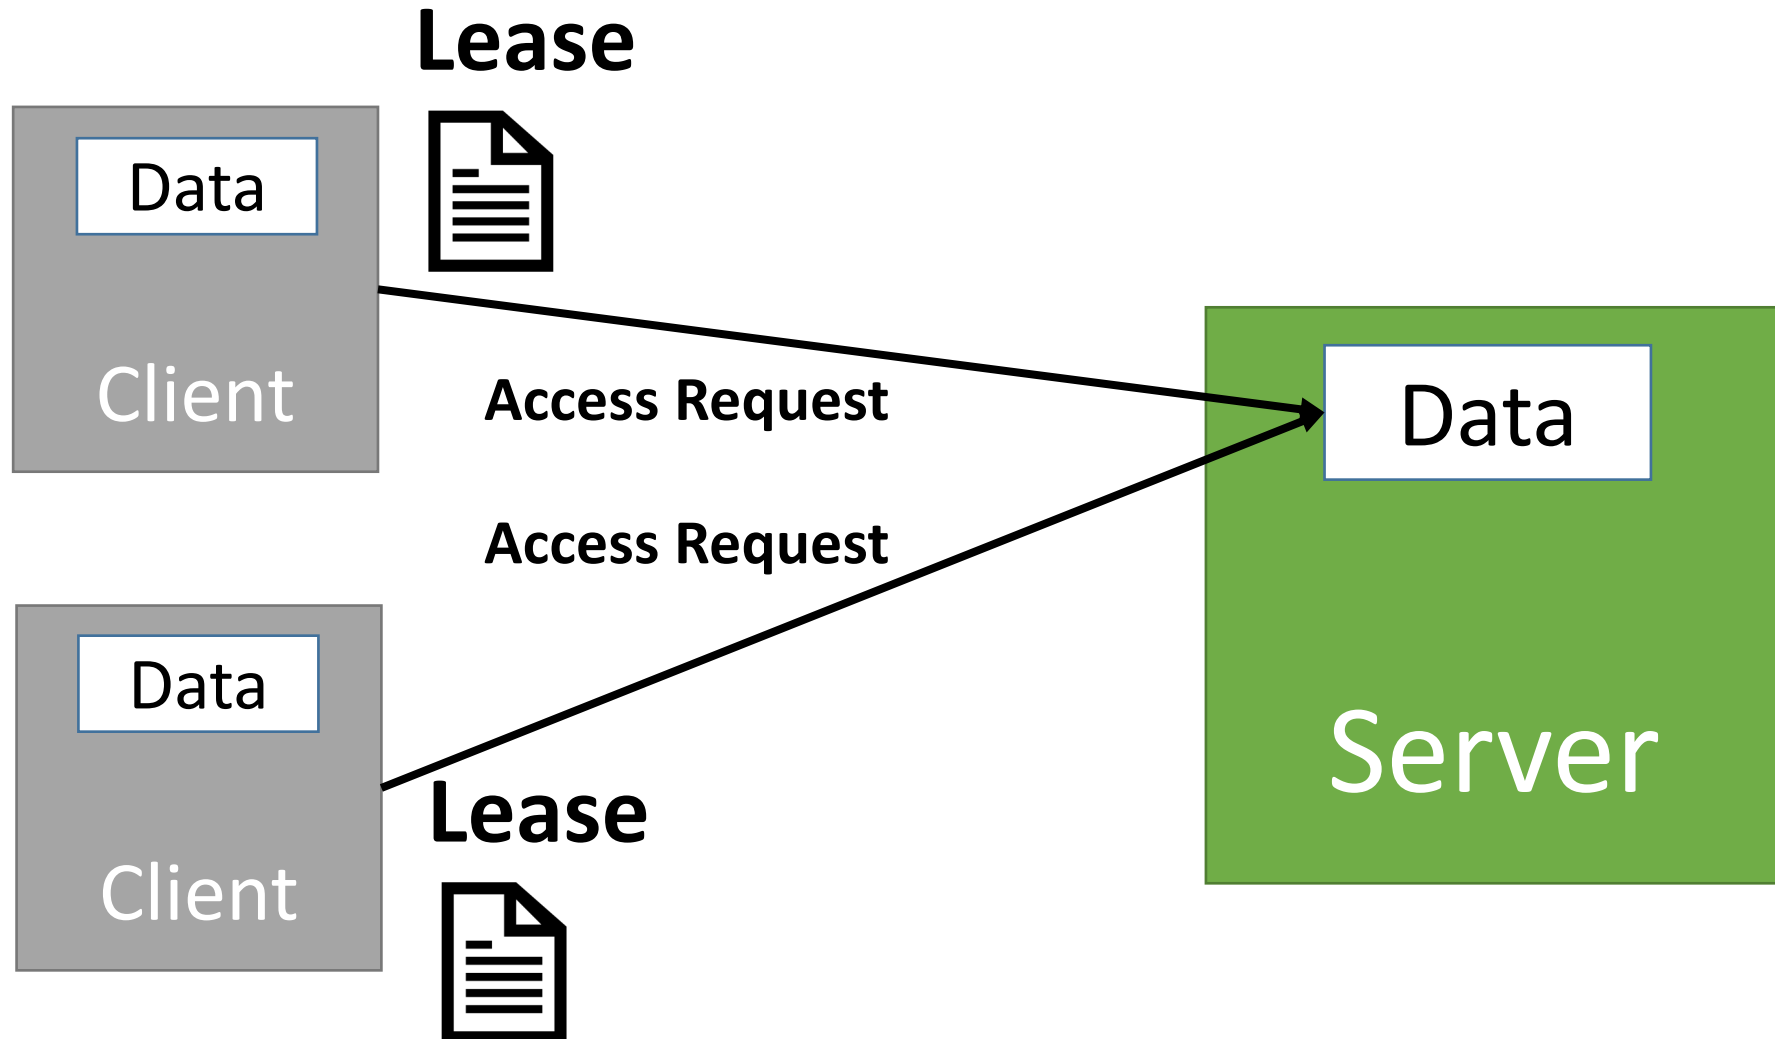 Lease
Data
Client
Access Request
Data
Access Request
Data
Server
Lease
Client